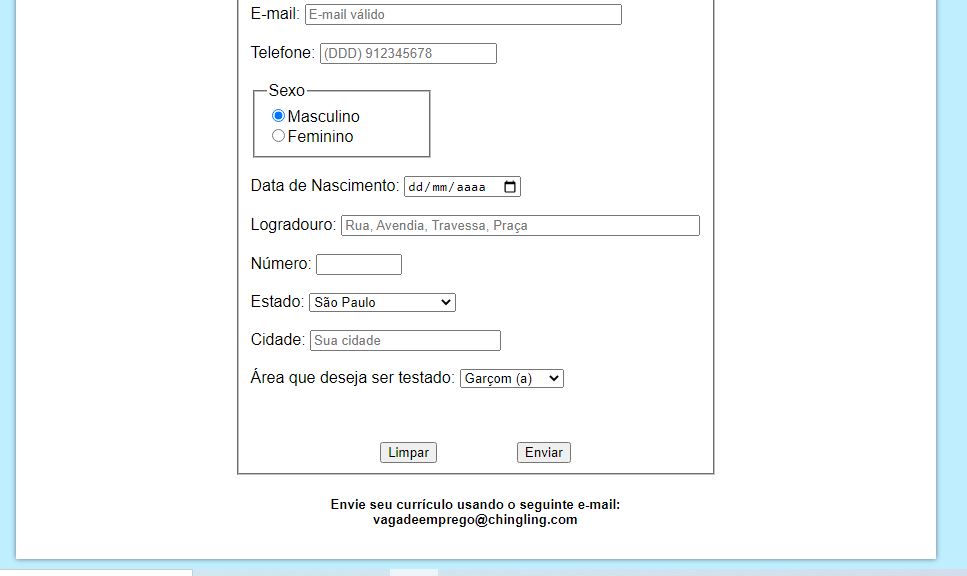 E-mail: E-mail válido
Telefone: (DDD) 912345678
Sexo
Masculino
Feminino
Data de Nascimento: dd/mm/aaaa
Logradouro: Rua, Avendia, Travessa, Praça
Número:
Estado: São Paulo
Cidade: Sua cidade
Área que deseja ser testado: Garçom (a)
Limpar Enviar
Envie seu currículo usando o seguinte e-mail:
vagadeemprego@chingling.com